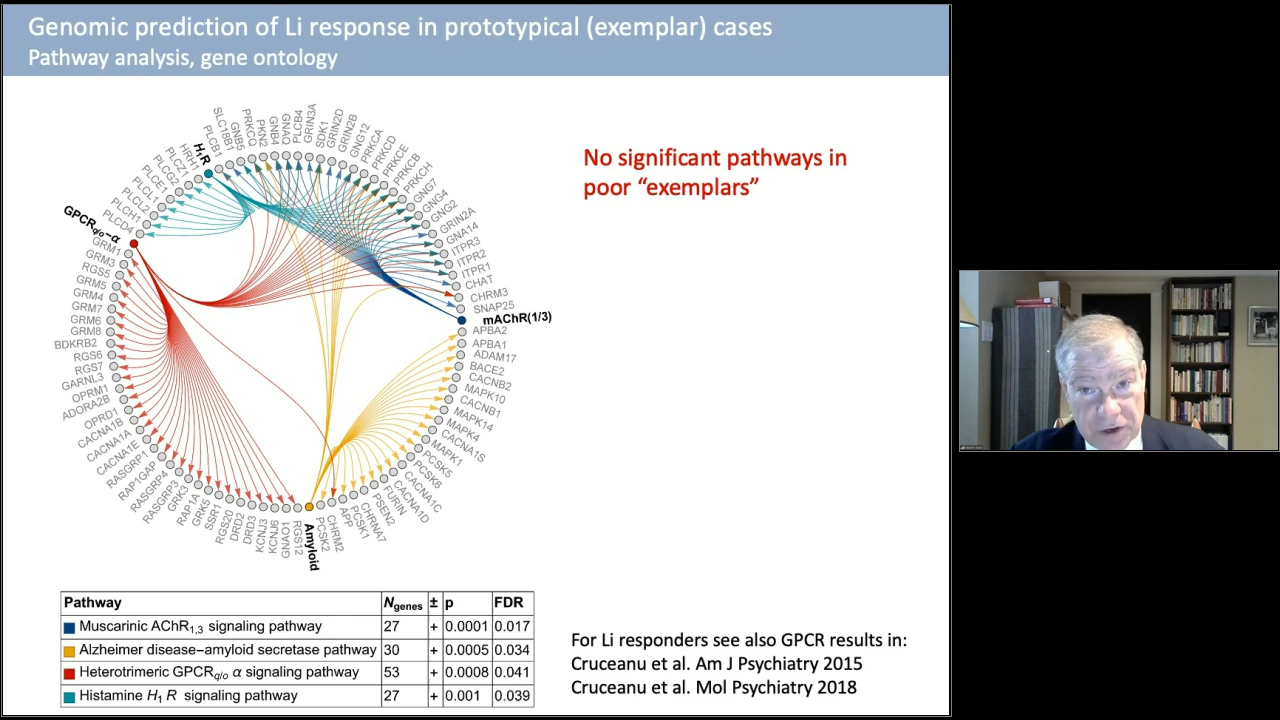 Genomic prediction of Li response in prototypical (exemplar) cases
Pathway analysis, gene ontology
No significant pathways in
poor “exemplars”
H₁R
PLCB1
SLC18B1
GNB5
PRKCQ
PKN2
GNB4
GNAQ
PLCB4
GRIN3A
SDK1
GRIN2D
GRIN2B
GNG12
PRKCA
PRKCD
PRKCE
PRKCB
PRKCH
GNG7
GNG4
GNG2
GRIN2A
GNA14
ITPR3
ITPR2
ITPR1
CHAT
CHRM3
SNAP25
mAChR(1/3)
APBA2
APBA1
ADAM17
BACE2
CACNB2
MAPK10
CACNB1
MAPK14
MAPK4
CACNA1S
MAPK1
PCSK5
PCSK6
CACNA1C
CACNA1D
FURIN
PSEN2
CHRNA7
PCSK1
APP
CHRM2
PCSK2
Amyloid
RGS12
GNAO1
KCNJ6
KCNJ3
DRD3
DRD2
RGS20
SSR1
GRK5
RAP1A
GRK3
RASGRP3
RASGRP4
RAP1GAP
RASGRP1
CACNA1E
CACNA1A
CACNA1B
OPRD1
ADORA2B
OPRM1
GARNL3
RGS7
RGS6
BDKRB2
GRM8
GRM6
GRM7
GRM4
GRM5
RGS5
GRM3
GRM1
GPCRq/o−α
PLCD4
PLCH1
PLCL2
PLCL1
PLCE1
PLCG2
PLCZ1
HRH1
Pathway Ngenes ± p FDR
Muscarinic AChR1,3 signaling pathway 27 + 0.0001 0.017
Alzheimer disease−amyloid secretase pathway 30 + 0.0005 0.034
Heterotrimeric GPCRq/o α signaling pathway 53 + 0.0008 0.041
Histamine H1 R signaling pathway 27 + 0.001 0.039
For Li responders see also GPCR results in:
Cruceanu et al. Am J Psychiatry 2015
Cruceanu et al. Mol Psychiatry 2018